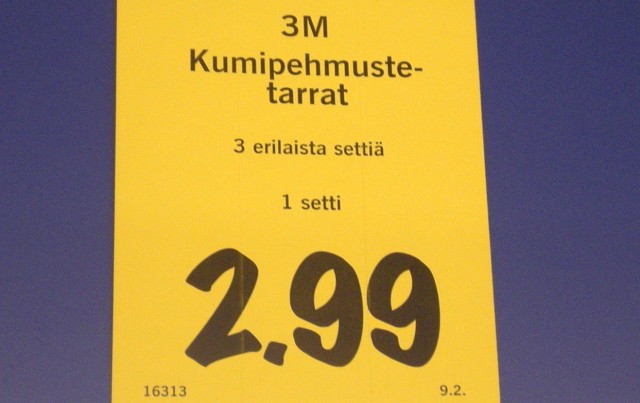 3M
Kumipehmuste-
tarrat
3 erilaista settiä
1 setti
2.99
16313 9.2.